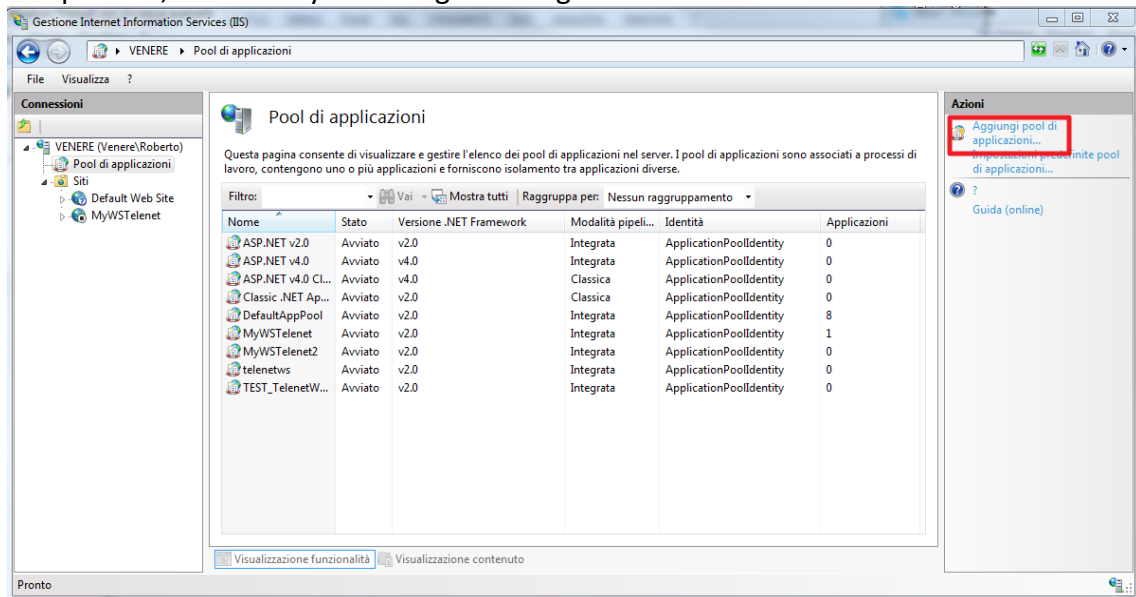 Gestione Internet Information Services (IIS)
VENERE
Pool di applicazioni
File Visualizza ?
Connessioni
VENERE (Venere\Roberto)
Pool di applicazioni
Siti
Default Web Site
MyWSTelenet
Pool di applicazioni
Questa pagina consente di visualizzare e gestire l'elenco dei pool di applicazioni nel server. I pool di applicazioni sono associati a processi di
lavoro, contengono uno o più applicazioni e forniscono isolamento tra applicazioni diverse.
Filtro: Vai Mostra tutti Raggruppa per: Nessun raggruppamento
Nome Stato Versione .NET Framework Modalità pipeli... Identità Applicazioni
ASP.NET v2.0 Avviato v2.0 Integrata ApplicationPoolIdentity 0
ASP.NET v4.0 Avviato v4.0 Integrata ApplicationPoolIdentity 0
ASP.NET v4.0 Cl... Avviato v4.0 Classica ApplicationPoolIdentity 0
Classic .NET Ap... Avviato v2.0 Classica ApplicationPoolIdentity 0
DefaultAppPool Avviato v2.0 Integrata ApplicationPoolIdentity 8
MyWSTelenet Avviato v2.0 Integrata ApplicationPoolIdentity 1
MyWSTelenet2 Avviato v2.0 Integrata ApplicationPoolIdentity 0
telenetws Avviato v2.0 Integrata ApplicationPoolIdentity 0
TEST_TelenetW... Avviato v2.0 Integrata ApplicationPoolIdentity 0
Visualizzazione funzionalità Visualizzazione contenuto
Azioni
Aggiungi pool di
applicazioni...
Impostazioni predefinite pool
di applicazioni...
?
Guida (online)
Pronto